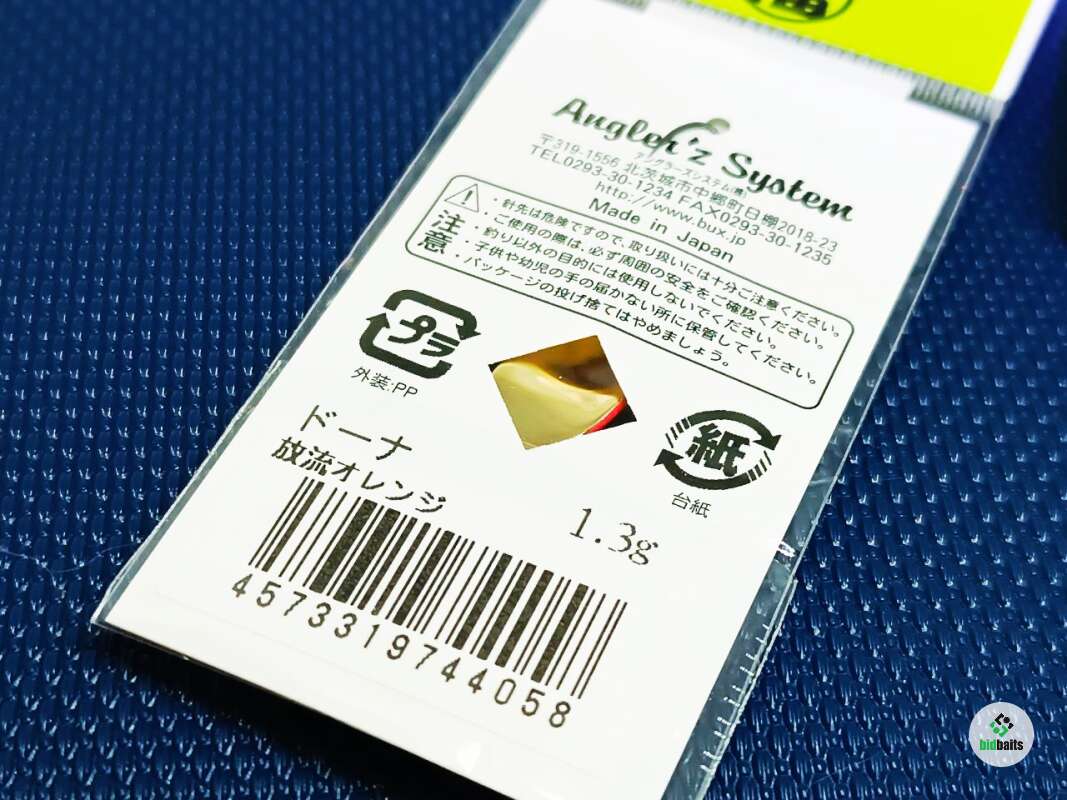 Angler'z System
アングラーズシステム(株)
〒319-1556 北茨城市中郷町日棚2018-23
TEL0293-30-1234 FAX0293-30-1235
http://www.bux.jp
Made in Japan
注意
・針先は危険ですので、取り扱いには十分ご注意ください。
・ご使用の際は、必ず周囲の安全をご確認ください。
・釣り以外の目的には使用しないでください。
・子供や幼児の手の届かない所に保管してください。
・パッケージの投げ捨てはやめましょう。
プラ
外装:PP
紙
台紙
ドーナ
放流オレンジ
1.3g
4573319744058
bidbaits